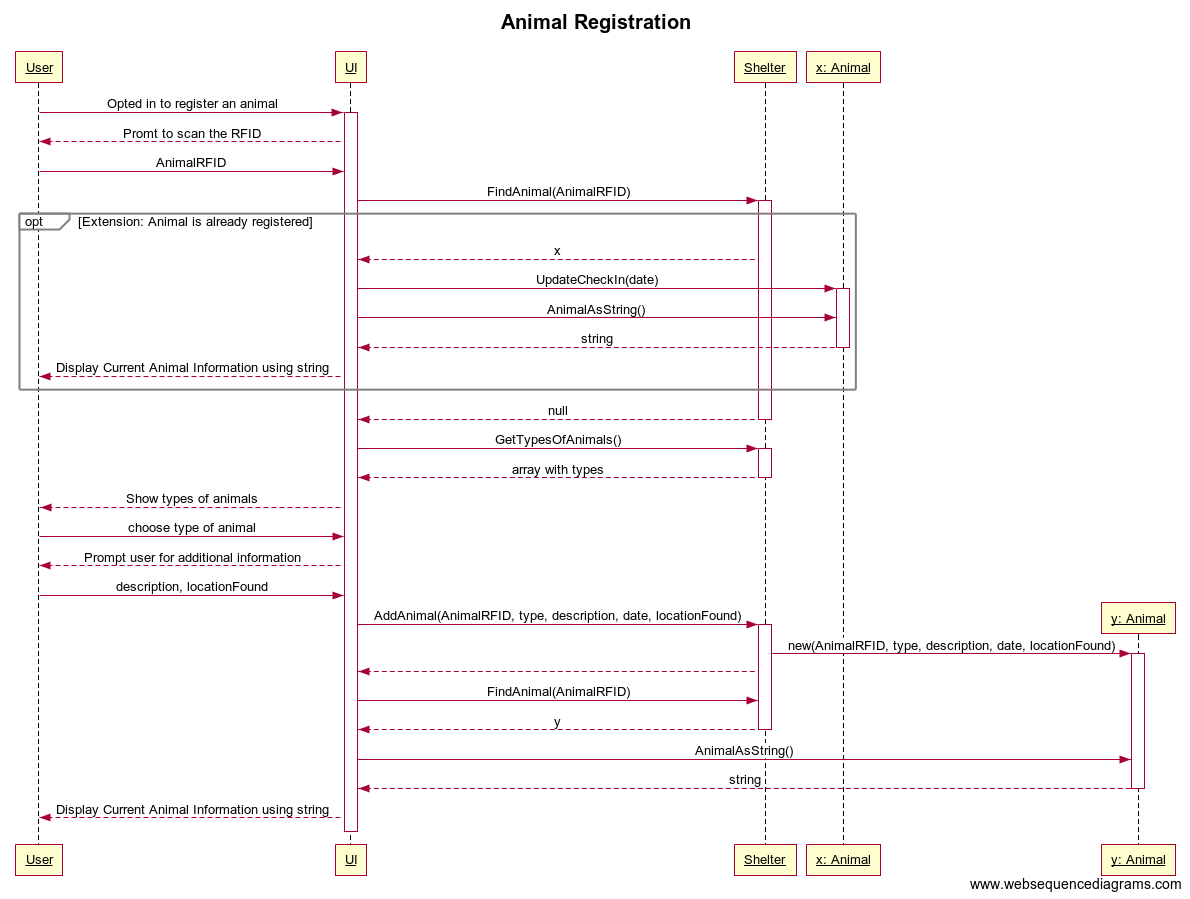 Animal Registration
User
UI
Shelter
x: Animal
Opted in to register an animal
Promt to scan the RFID
AnimalRFID
FindAnimal(AnimalRFID)
opt
[Extension: Animal is already registered]
x
UpdateCheckIn(date)
AnimalAsString()
string
Display Current Animal Information using string
null
GetTypesOfAnimals()
array with types
Show types of animals
choose type of animal
Prompt user for additional information
description, locationFound
y: Animal
AddAnimal(AnimalRFID, type, description, date, locationFound)
new(AnimalRFID, type, description, date, locationFound)
FindAnimal(AnimalRFID)
y
AnimalAsString()
string
Display Current Animal Information using string
User
UI
Shelter
x: Animal
y: Animal
www.websequencediagrams.com